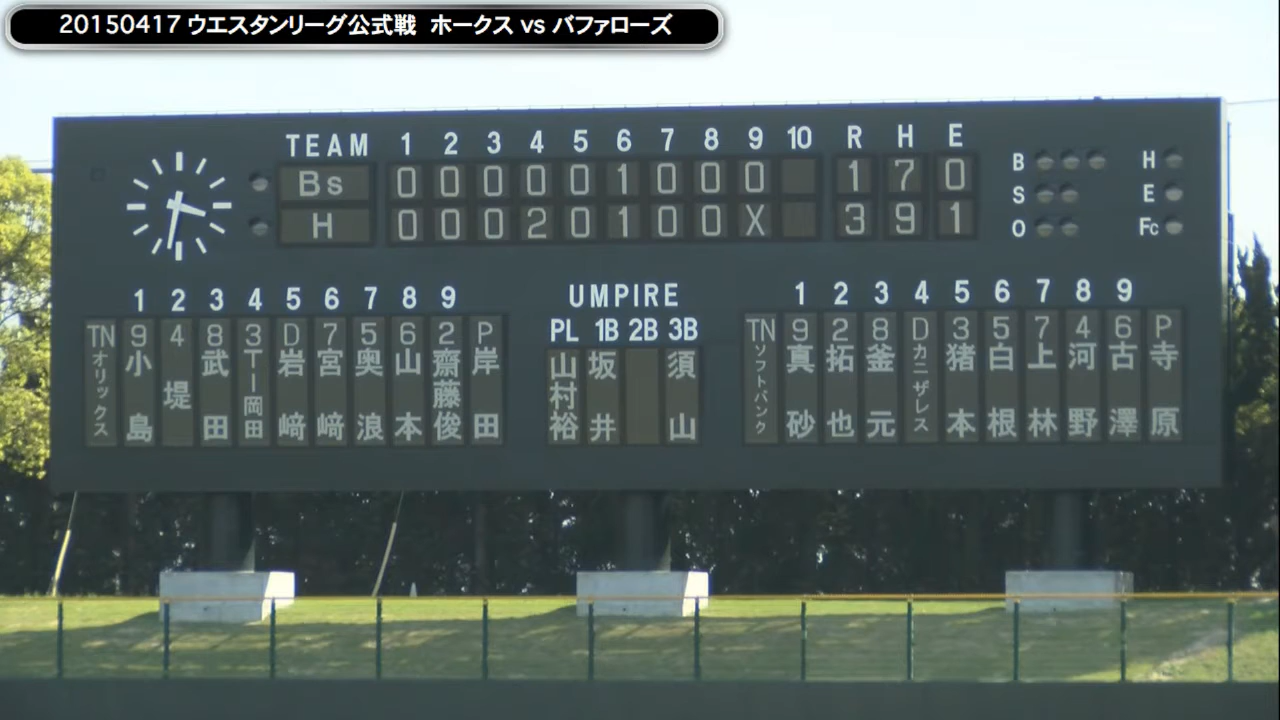 20150417 ウエスタンリーグ公式戦 ホークス vs バファローズ
TEAM 1 2 3 4 5 6 7 8 9 10 R H E
Bs 0 0 0 0 0 1 0 0 0 1 7 0
H 0 0 0 2 0 1 0 0 X 3 9 1
B H
S E
O Fc
1 2 3 4 5 6 7 8 9
TN 9 4 8 3 D 7 5 6 2 P
オリックス
小島
堤
武田
T-岡田
岩﨑
宮﨑
奥浪
山本
齋藤俊
岸田
UMPIRE
PL 1B 2B 3B
山村裕
坂井
須山
1 2 3 4 5 6 7 8 9
TN 9 2 8 D 3 5 7 4 6 P
ソフトバンク
真砂
拓也
釜元
カニザレス
猪本
白根
上林
河野
古澤
寺原